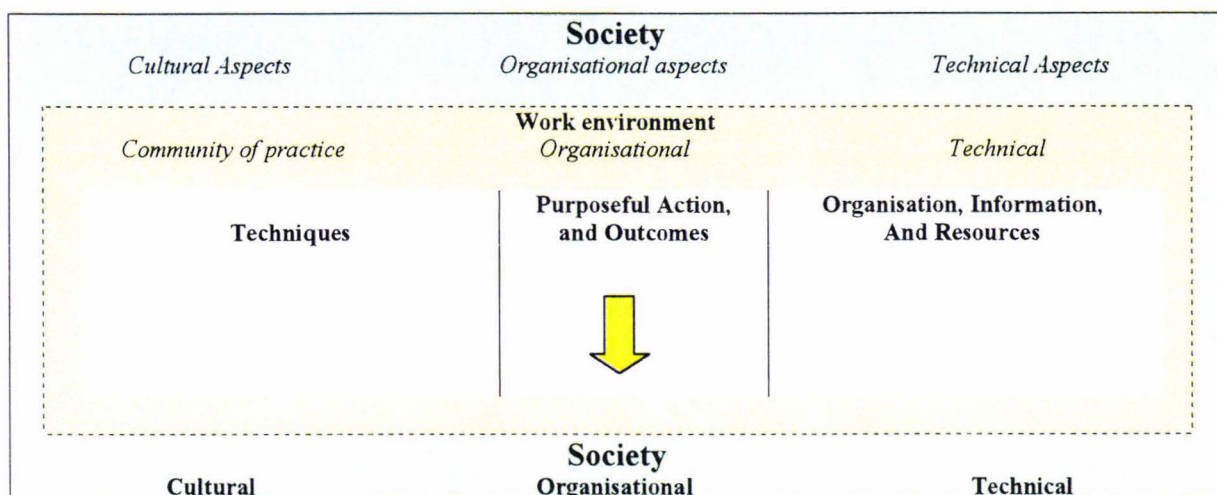 Society
Cultural Aspects Organisational aspects Technical Aspects
Work environment
Community of practice Organisational Technical
Techniques
Purposeful Action,
and Outcomes
Organisation, Information,
And Resources
Society
Cultural Organisational Technical